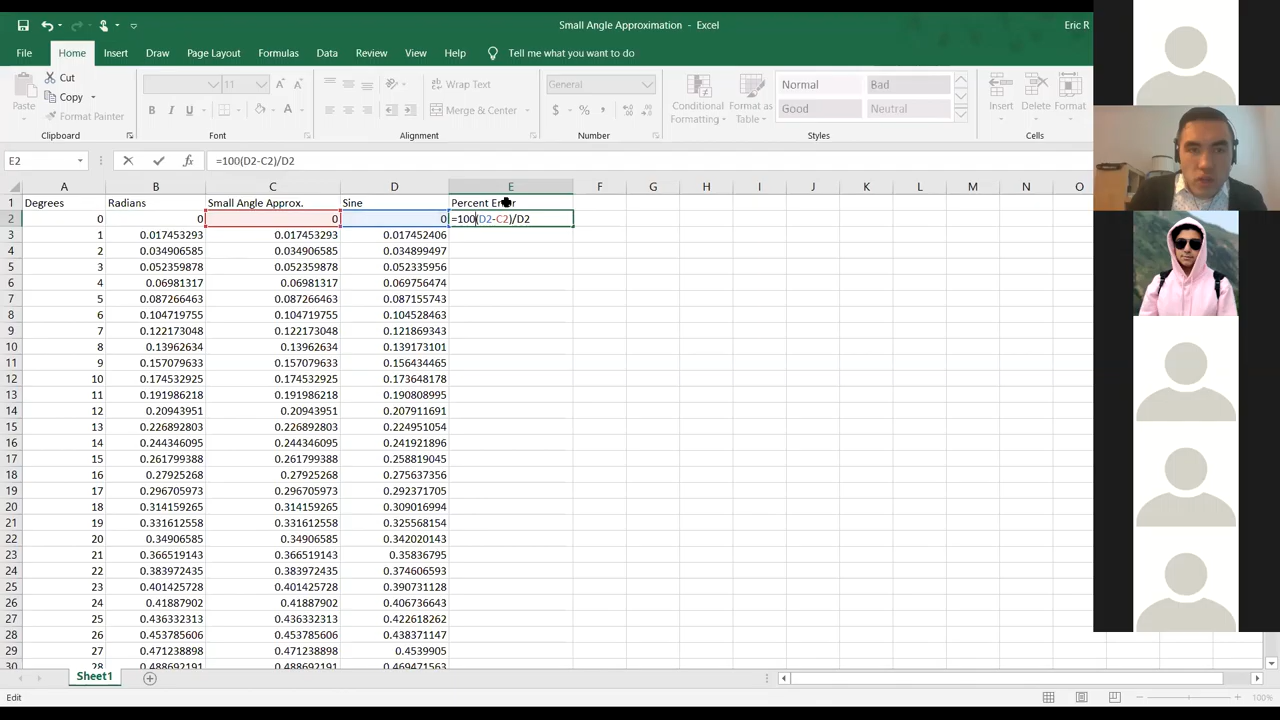 Small Angle Approximation - Excel
Eric R
File Home Insert Draw Page Layout Formulas Data Review View Help Tell me what you want to do
Cut
Copy
Format Painter
Paste
11
Wrap Text
Merge & Center
General
Conditional Formatting
Format as Table
Normal Bad
Good Neutral
Insert Delete Format
Clipboard Font Alignment Number Styles Cells
E2 fx =100(D2-C2)/D2
A B C D E F G H I J K L M N O
1 Degrees Radians Small Angle Approx. Sine Percent Error
2 0 0 0 0 =100(D2-C2)/D2
3 1 0.017453293 0.017453293 0.017452406
4 2 0.034906585 0.034906585 0.034899497
5 3 0.052359878 0.052359878 0.052335956
6 4 0.06981317 0.06981317 0.069756474
7 5 0.087266463 0.087266463 0.087155743
8 6 0.104719755 0.104719755 0.104528463
9 7 0.122173048 0.122173048 0.121869343
10 8 0.13962634 0.13962634 0.139173101
11 9 0.157079633 0.157079633 0.156434465
12 10 0.174532925 0.174532925 0.173648178
13 11 0.191986218 0.191986218 0.190808995
14 12 0.20943951 0.20943951 0.207911691
15 13 0.226892803 0.226892803 0.224951054
16 14 0.244346095 0.244346095 0.241921896
17 15 0.261799388 0.261799388 0.258819045
18 16 0.27925268 0.27925268 0.275637356
19 17 0.296705973 0.296705973 0.292371705
20 18 0.314159265 0.314159265 0.309016994
21 19 0.331612558 0.331612558 0.325568154
22 20 0.34906585 0.34906585 0.342020143
23 21 0.366519143 0.366519143 0.35836795
24 22 0.383972435 0.383972435 0.374606593
25 23 0.401425728 0.401425728 0.390731128
26 24 0.41887902 0.41887902 0.406736643
27 25 0.436332313 0.436332313 0.422618262
28 26 0.453785606 0.453785606 0.438371147
29 27 0.471238898 0.471238898 0.4539905
30 28 0.488692191 0.488692191 0.469471563
Sheet1
Edit
100%